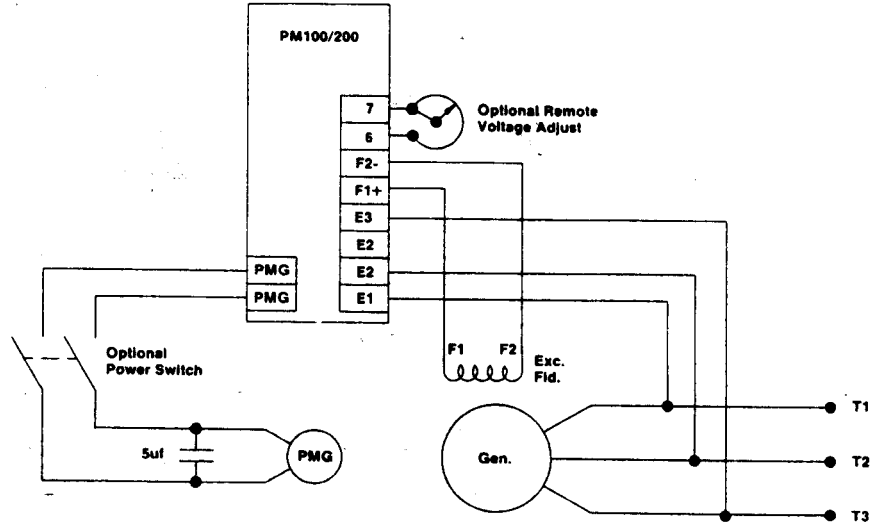 PM100/200
7
6
F2-
F1+
E3
E2
E2
E1
PMG
PMG
Optional Remote
Voltage Adjust
Optional
Power Switch
5uf
PMG
F1
F2
Exc.
Fld.
Gen.
T1
T2
T3